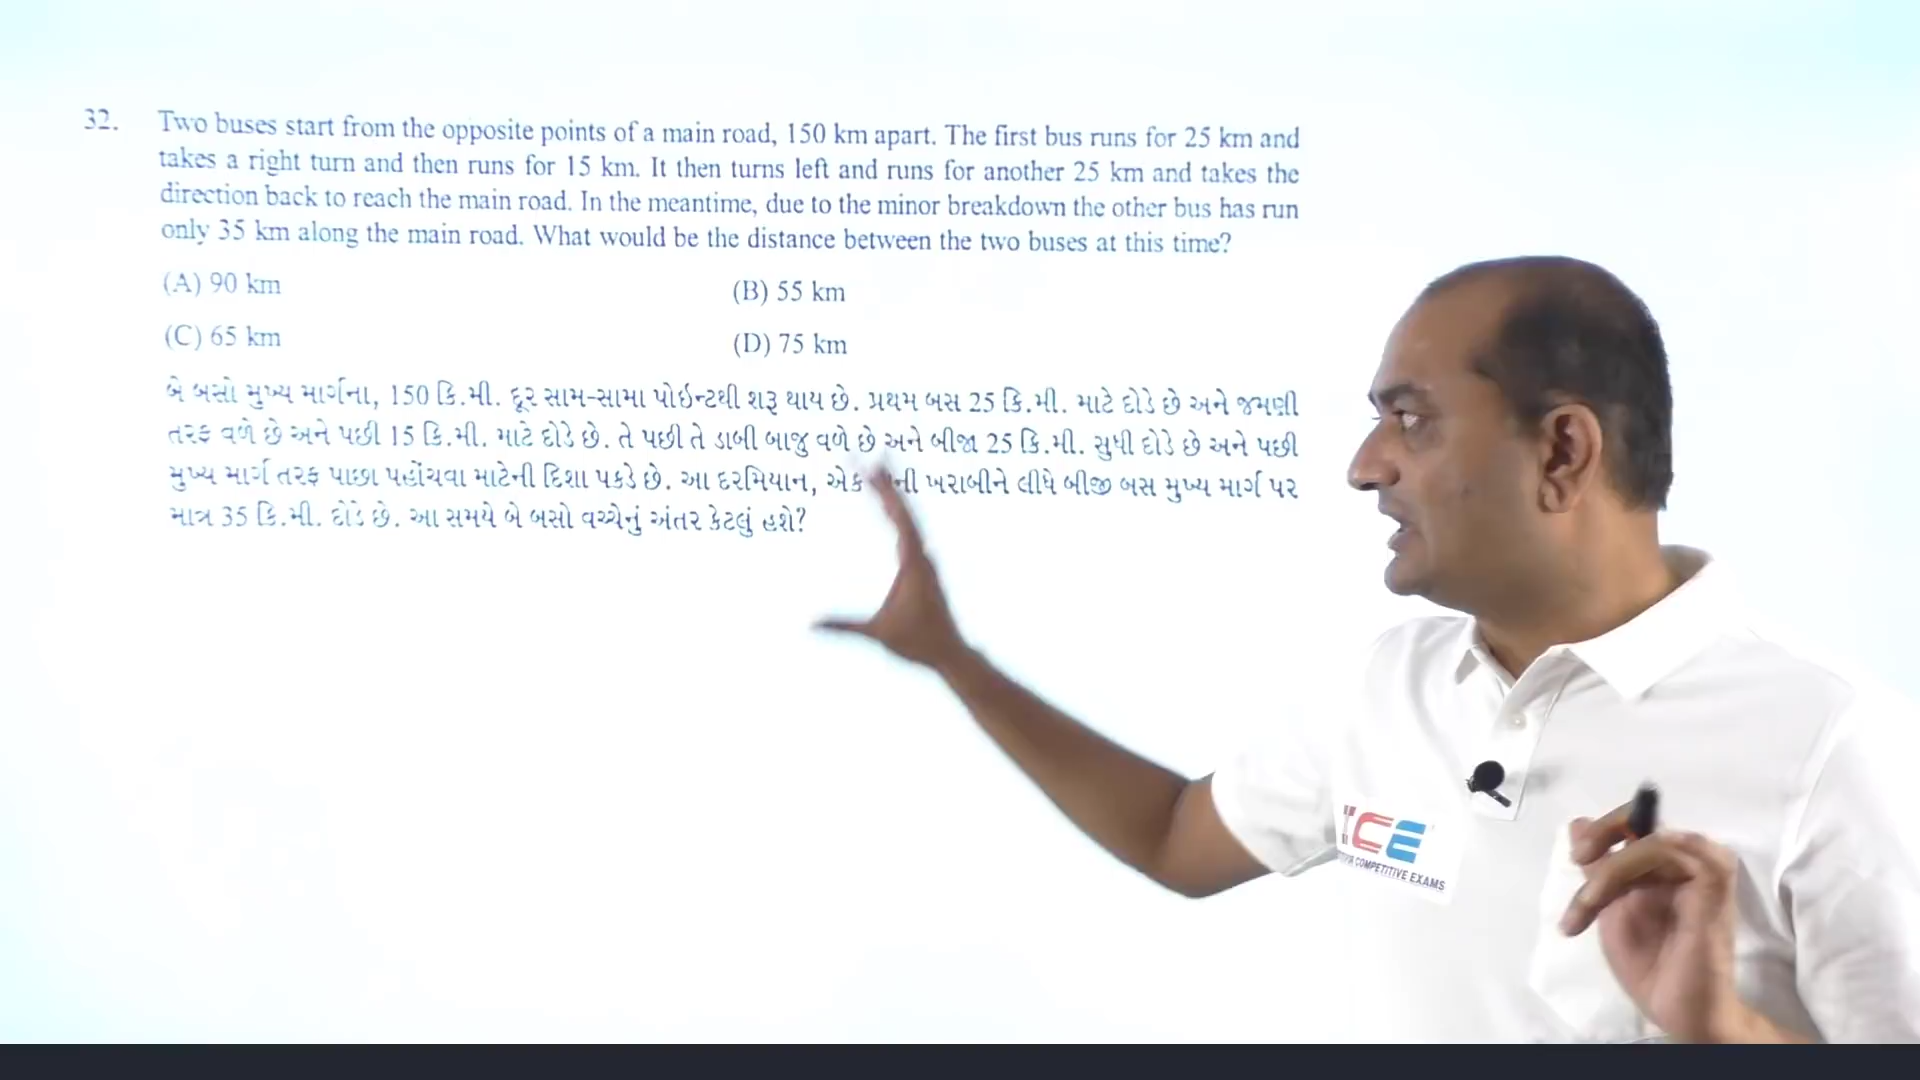 32. Two buses start from the opposite points of a main road, 150 km apart. The first bus runs for 25 km and
takes a right turn and then runs for 15 km. It then turns left and runs for another 25 km and takes the
direction back to reach the main road. In the meantime, due to the minor breakdown the other bus has run
only 35 km along the main road. What would be the distance between the two buses at this time?
(A) 90 km (B) 55 km
(C) 65 km (D) 75 km
બે બસો મુખ્ય માર્ગના, 150 કિ.મી. દૂર સામ-સામા પોઇન્ટથી શરૂ થાય છે. પ્રથમ બસ 25 કિ.મી. માટે દોડે છે અને જમણી
તરફ વળે છે અને પછી 15 કિ.મી. માટે દોડે છે. તે પછી તે ડાબી બાજુ વળે છે અને બીજા 25 કિ.મી. સુધી દોડે છે અને પછી
મુખ્ય માર્ગ તરફ પાછા પહોંચવા માટેની દિશા પકડે છે. આ દરમિયાન, એક ખરાબીને લીધે બીજી બસ મુખ્ય માર્ગ પર
માત્ર 35 કિ.મી. દોડે છે. આ સમયે બે બસો વચ્ચેનું અંતર કેટલું હશે?
ICE
COMPETITIVE EXAMS